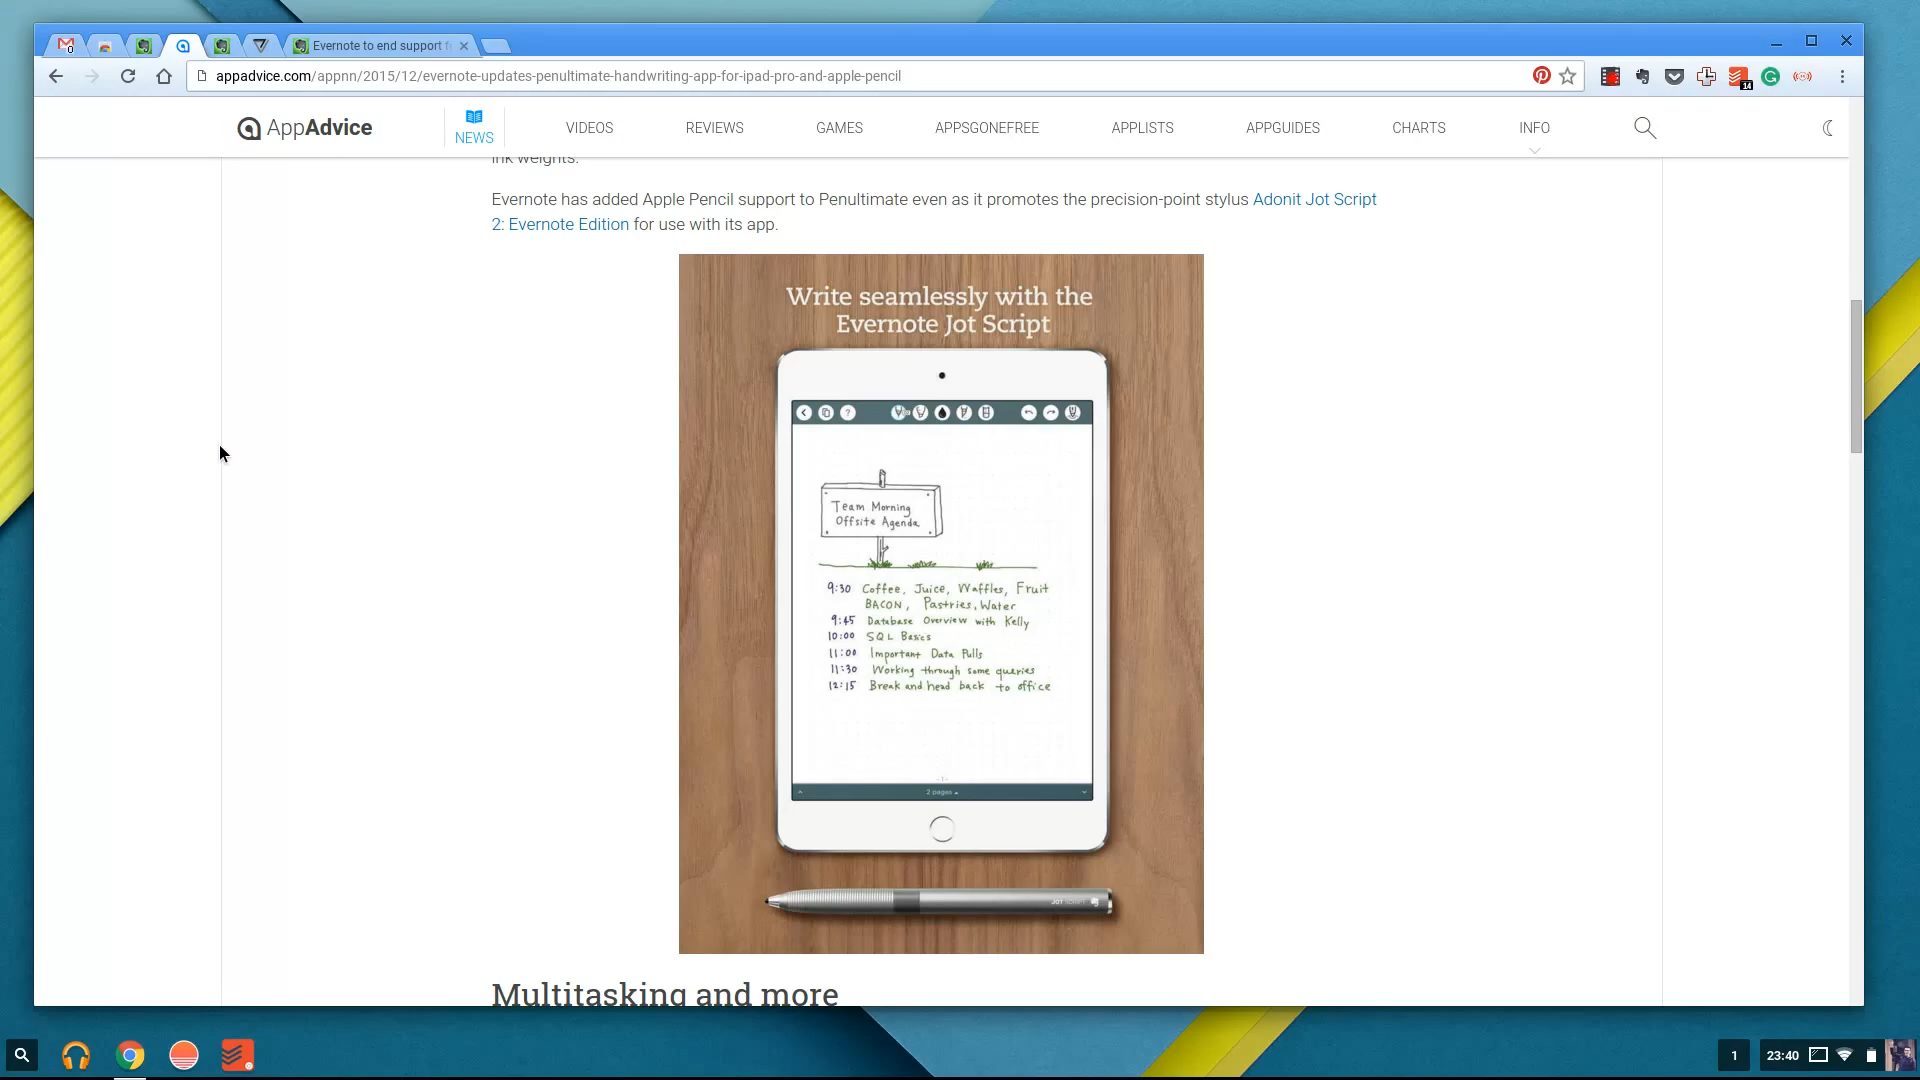 Evernote to end support f
appadvice.com/appnn/2015/12/evernote-updates-penultimate-handwriting-app-for-ipad-pro-and-apple-pencil
14
AppAdvice
NEWS
VIDEOS
REVIEWS
GAMES
APPSGONEFREE
APPLISTS
APPGUIDES
CHARTS
INFO
ink weights.
Evernote has added Apple Pencil support to Penultimate even as it promotes the precision-point stylus Adonit Jot Script
2: Evernote Edition for use with its app.
Write seamlessly with the
Evernote Jot Script
?
Team Morning
Offsite Agenda
9:30 Coffee, Juice, Waffles, Fruit
BACON, Pastries, Water
9:45 Database Overview with Kelly
10:00 SQL Basics
11:00 Important Data Pulls
11:30 Working through some queries
12:15 Break and head back to office
- 1 -
2 pages
JOT SCRIPT
Multitasking and more
1
23:40